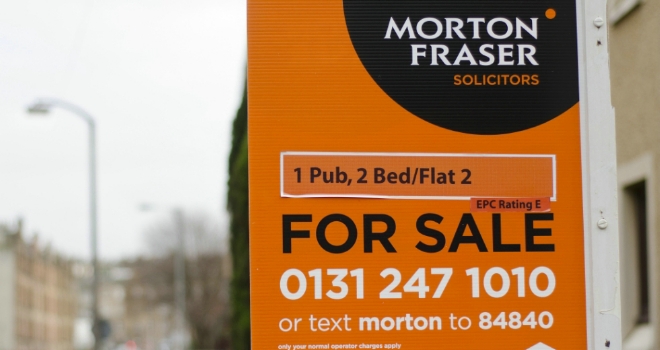 MORTON
FRASER
SOLICITORS
1 Pub, 2 Bed/Flat 2
EPC Rating E
FOR SALE
0131 247 1010
or text morton to 84840
only your normal operator charges apply